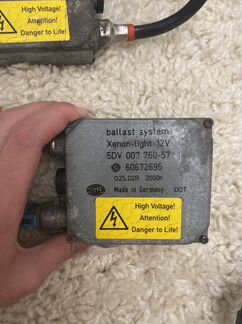 High Voltage!
Attention!
Danger to Life!
ballast system
Xenon-light 12V
5DV 007 760-57
60672695
D2S,D2R 2000h
Made in Germany DOT
High Voltage!
Attention!
Danger to Life!